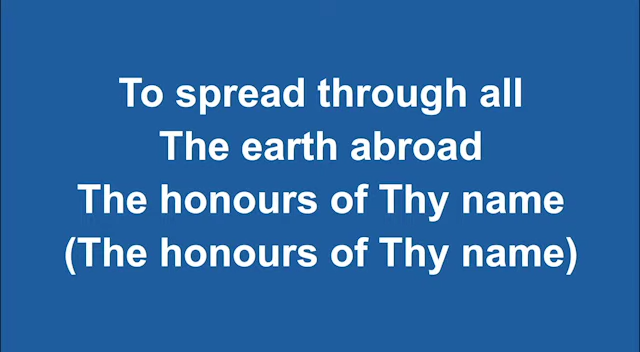 To spread through all
The earth abroad
The honours of Thy name
(The honours of Thy name)